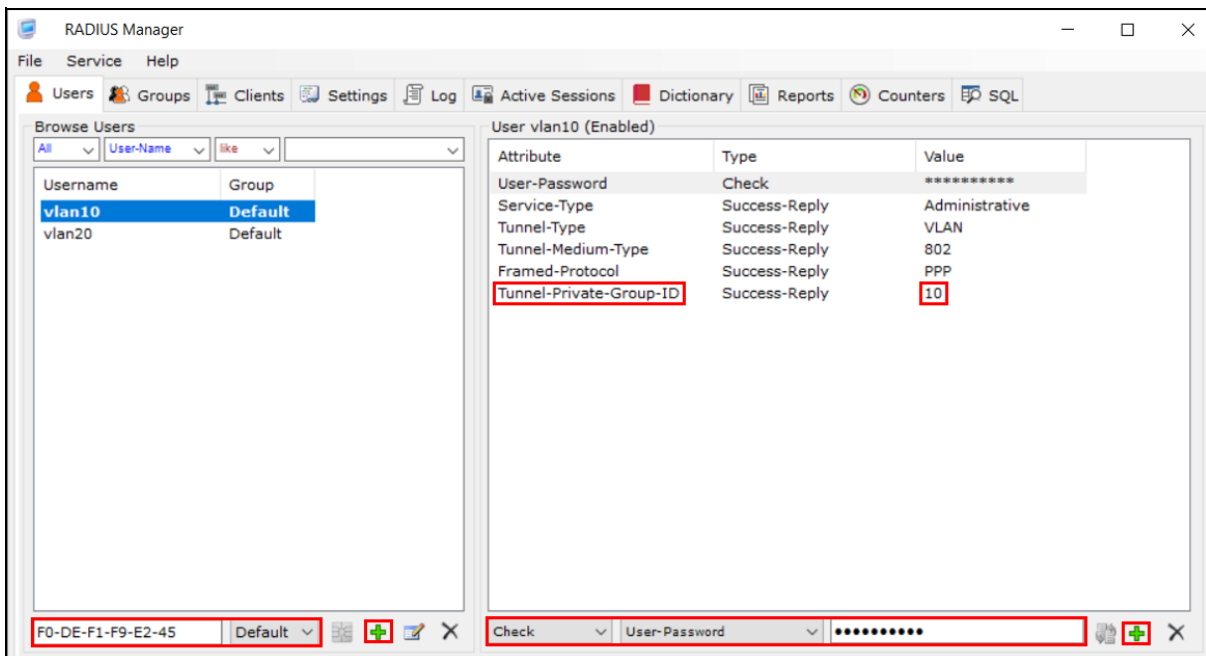 RADIUS Manager
File Service Help
Users Groups Clients Settings Log Active Sessions Dictionary Reports Counters SQL
Browse Users
All User-Name like
Username Group
vlan10 Default
vlan20 Default
F0-DE-F1-F9-E2-45 Default
User vlan10 (Enabled)
Attribute Type Value
User-Password Check **********
Service-Type Success-Reply Administrative
Tunnel-Type Success-Reply VLAN
Tunnel-Medium-Type Success-Reply 802
Framed-Protocol Success-Reply PPP
Tunnel-Private-Group-ID Success-Reply 10
Check User-Password ••••••••••